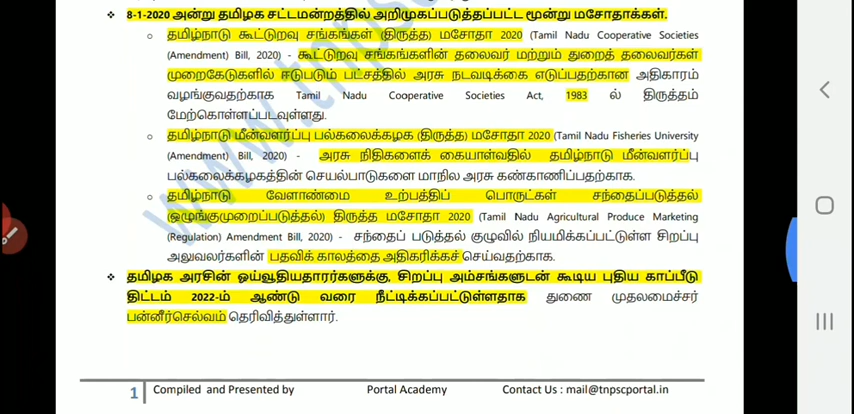 ❖ 8-1-2020 அன்று தமிழக சட்டமன்றத்தில் அறிமுகப்படுத்தப்பட்ட மூன்று மசோதாக்கள்.
o தமிழ்நாடு கூட்டுறவு சங்கங்கள் (திருத்த) மசோதா 2020 (Tamil Nadu Cooperative Societies
(Amendment) Bill, 2020) - கூட்டுறவு சங்கங்களின் தலைவர் மற்றும் துறைத் தலைவர்கள்
முறைகேடுகளில் ஈடுபடும் பட்சத்தில் அரசு நடவடிக்கை எடுப்பதற்கான அதிகாரம்
வழங்குவதற்காக Tamil Nadu Cooperative Societies Act, 1983 ல் திருத்தம்
மேற்கொள்ளப்படவுள்ளது.
o தமிழ்நாடு மீன்வளர்ப்பு பல்கலைக்கழக (திருத்த) மசோதா 2020 (Tamil Nadu Fisheries University
(Amendment) Bill, 2020) - அரசு நிதிகளைக் கையாள்வதில் தமிழ்நாடு மீன்வளர்ப்பு
பல்கலைக்கழகத்தின் செயல்பாடுகளை மாநில அரசு கண்காணிப்பதற்காக.
o தமிழ்நாடு வேளாண்மை உற்பத்திப் பொருட்கள் சந்தைப்படுத்தல்
(ஒழுங்குமுறைப்படுத்தல்) திருத்த மசோதா 2020 (Tamil Nadu Agricultural Produce Marketing
(Regulation) Amendment Bill, 2020) - சந்தைப் படுத்தல் குழுவில் நியமிக்கப்பட்டுள்ள சிறப்பு
அலுவலர்களின் பதவிக் காலத்தை அதிகரிக்கச் செய்வதற்காக.
❖ தமிழக அரசின் ஓய்வூதியதாரர்களுக்கு, சிறப்பு அம்சங்களுடன் கூடிய புதிய காப்பீடு
திட்டம் 2022-ம் ஆண்டு வரை நீட்டிக்கப்பட்டுள்ளதாக துணை முதலமைச்சர்
பன்னீர்செல்வம் தெரிவித்துள்ளார்.
1 Compiled and Presented by Portal Academy Contact Us : mail@tnpscportal.in